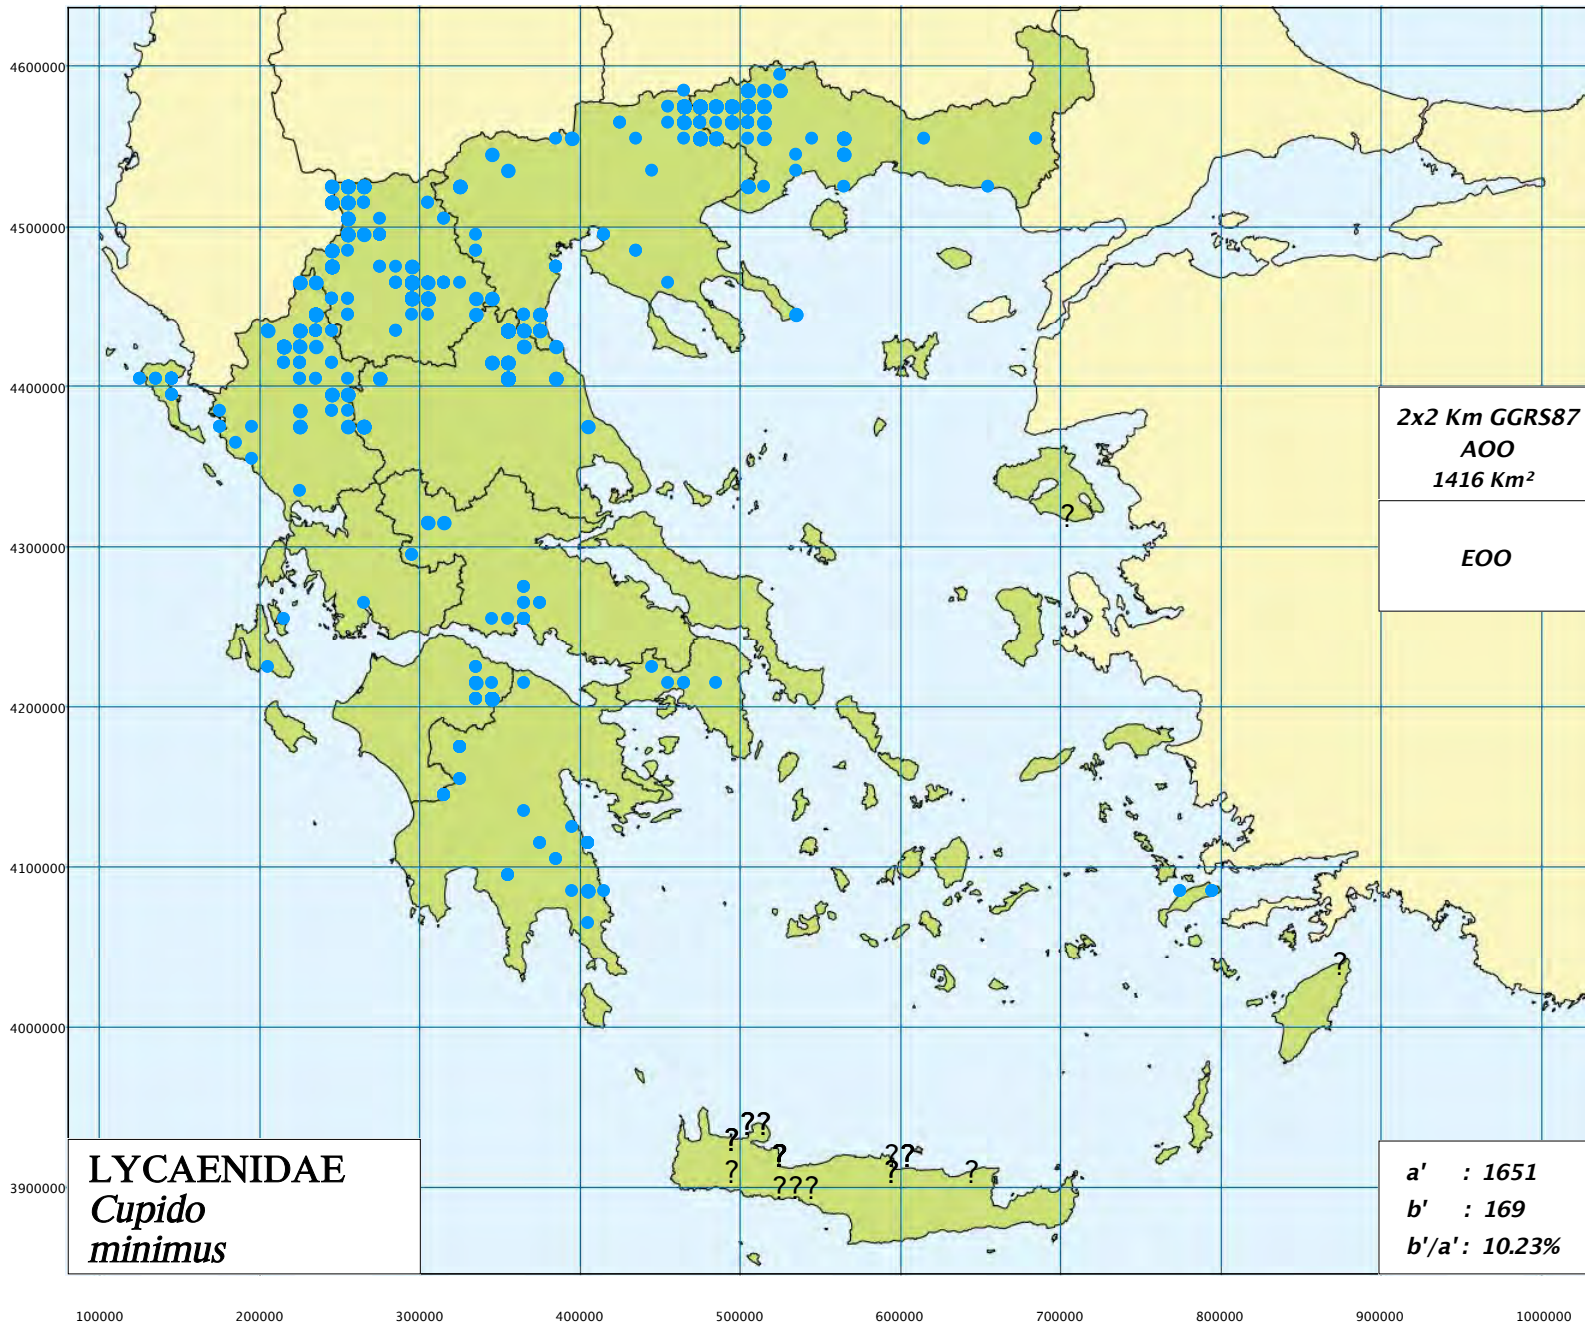 4600000
4500000
4400000
2x2 Km GGRS87
AOO
1416 Km²
?
4300000
EOO
4200000
4100000
?
4000000
? ?
? ? ? ?
? ? ?
? ? ?
LYCAENIDAE
Cupido
minimus
3900000
a' : 1651
b' : 169
b'/a' : 10.23%
100000 200000 300000 400000 500000 600000 700000 800000 900000 1000000